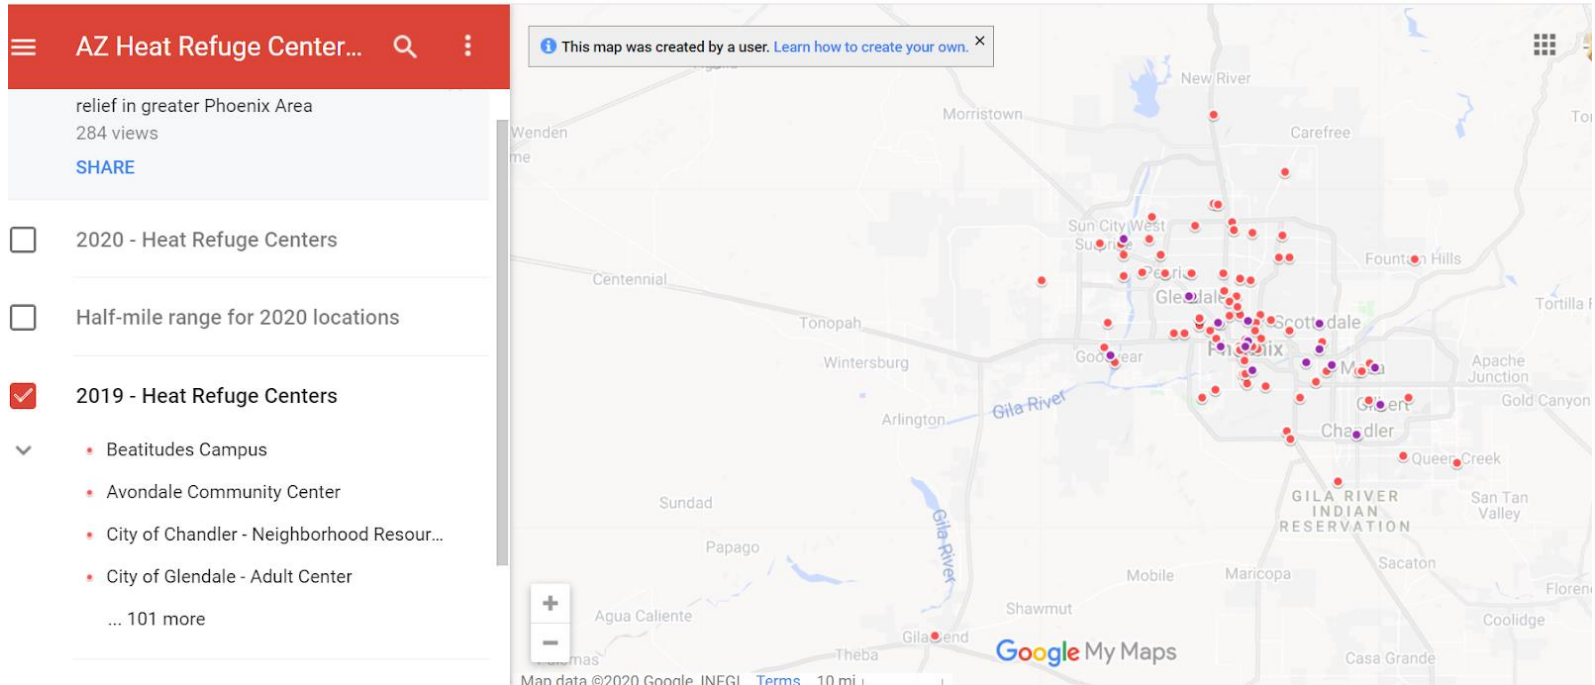 AZ Heat Refuge Center...
This map was created by a user. Learn how to create your own.
relief in greater Phoenix Area
284 views
SHARE
2020 - Heat Refuge Centers
Half-mile range for 2020 locations
2019 - Heat Refuge Centers
Beatitudes Campus
Avondale Community Center
City of Chandler - Neighborhood Resour...
City of Glendale - Adult Center
... 101 more
New River
Morristown
Carefree
Wenden
Sun City West
Surprise
Fountain Hills
Centennial
Peoria
Glendale
Tortilla
Tonopah
Scottsdale
Phoenix
Goodyear
Wintersburg
Mesa
Apache
Junction
Gila River
Gilbert
Gold Canyon
Arlington
Chandler
Queen Creek
Sundad
GILA RIVER
INDIAN
RESERVATION
San Tan
Valley
Gila River
Papago
Mobile
Maricopa
Sacaton
Agua Caliente
Shawmut
Coolidge
Gila Bend
Theba
Google My Maps
Casa Grande
Map data ©2020 Google, INEGI Terms 10 mi